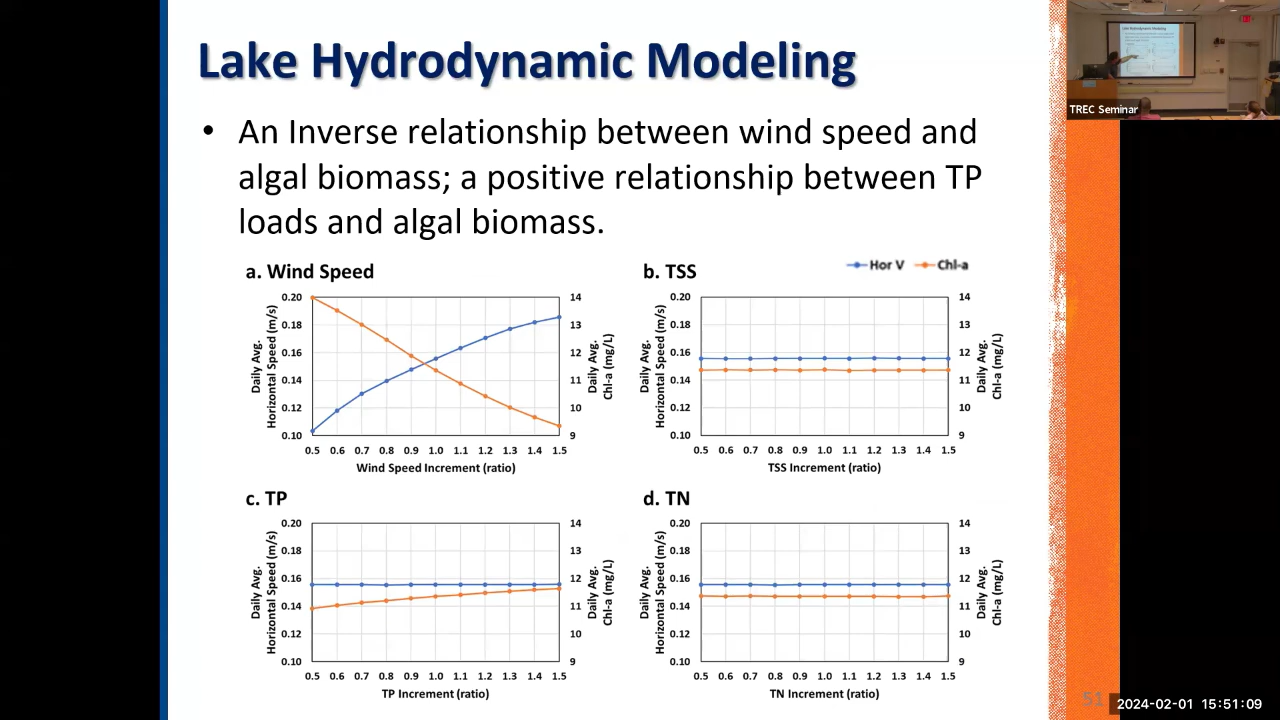 Lake Hydrodynamic Modeling
• An Inverse relationship between wind speed and
algal biomass; a positive relationship between TP
loads and algal biomass.
a. Wind Speed
0.20
0.18
0.16
0.14
0.12
0.10
Daily Avg.
Horizontal Speed (m/s)
14
13
12
11
10
9
Daily Avg.
Chl-a (mg/L)
0.5 0.6 0.7 0.8 0.9 1.0 1.1 1.2 1.3 1.4 1.5
Wind Speed Increment (ratio)
b. TSS
Hor V Chl-a
0.20
0.18
0.16
0.14
0.12
0.10
Daily Avg.
Horizontal Speed (m/s)
14
13
12
11
10
9
Daily Avg.
Chl-a (mg/L)
0.5 0.6 0.7 0.8 0.9 1.0 1.1 1.2 1.3 1.4 1.5
TSS Increment (ratio)
c. TP
0.20
0.18
0.16
0.14
0.12
0.10
Daily Avg.
Horizontal Speed (m/s)
14
13
12
11
10
9
Daily Avg.
Chl-a (mg/L)
0.5 0.6 0.7 0.8 0.9 1.0 1.1 1.2 1.3 1.4 1.5
TP Increment (ratio)
d. TN
0.20
0.18
0.16
0.14
0.12
0.10
Daily Avg.
Horizontal Speed (m/s)
14
13
12
11
10
9
Daily Avg.
Chl-a (mg/L)
0.5 0.6 0.7 0.8 0.9 1.0 1.1 1.2 1.3 1.4 1.5
TN Increment (ratio)
TREC Seminar
51
2024-02-01 15:51:09